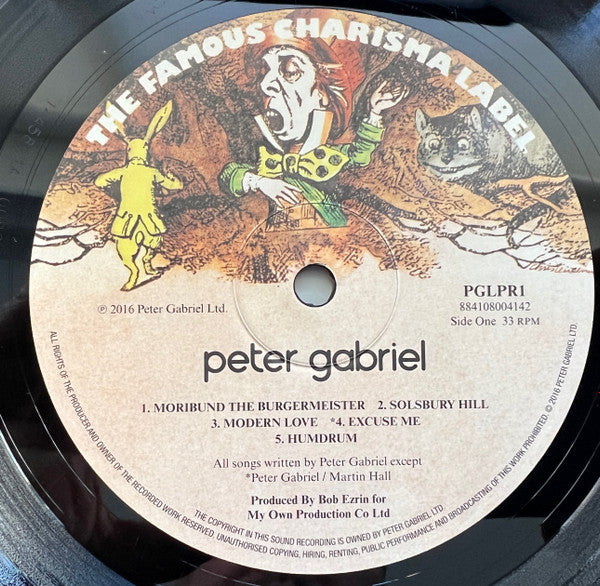 THE FAMOUS CHARISMA LABEL
PGLPR1
884108004142
Side One 33 RPM
℗ 2016 Peter Gabriel Ltd.
peter gabriel
1. MORIBUND THE BURGERMEISTER 2. SOLSBURY HILL
3. MODERN LOVE *4. EXCUSE ME
5. HUMDRUM
All songs written by Peter Gabriel except
*Peter Gabriel / Martin Hall
Produced By Bob Ezrin for
My Own Production Co Ltd
THE COPYRIGHT IN THIS SOUND RECORDING IS OWNED BY PETER GABRIEL LTD.
ALL RIGHTS OF THE PRODUCER AND OWNER OF THE RECORDED WORK RESERVED. UNAUTHORISED COPYING, HIRING, RENTING, PUBLIC PERFORMANCE AND BROADCASTING OF THIS WORK PROHIBITED. © 2016 PETER GABRIEL LTD.